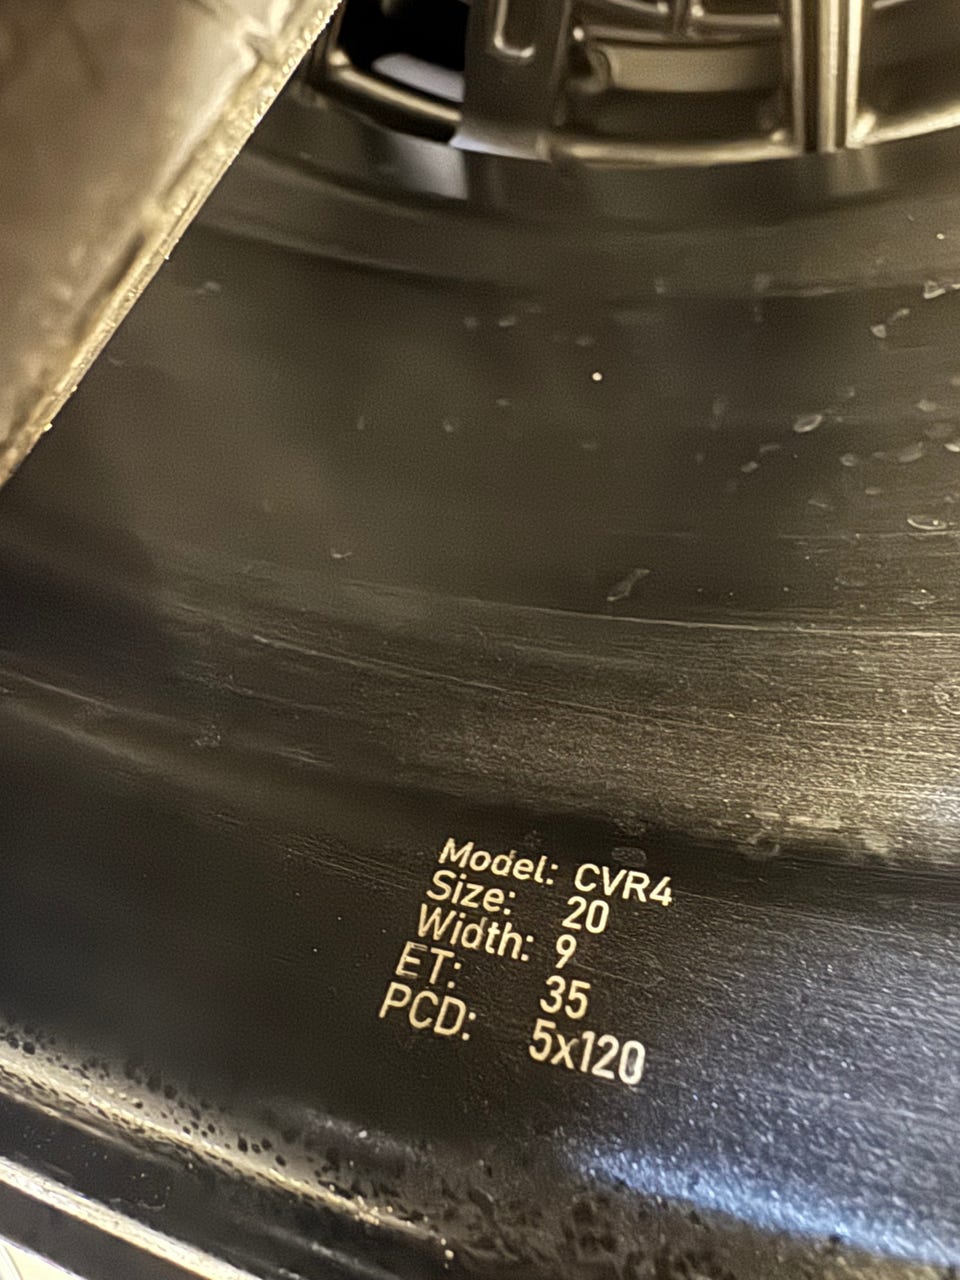 Model: CVR4
Size: 20
Width: 9
ET: 35
PCD: 5x120